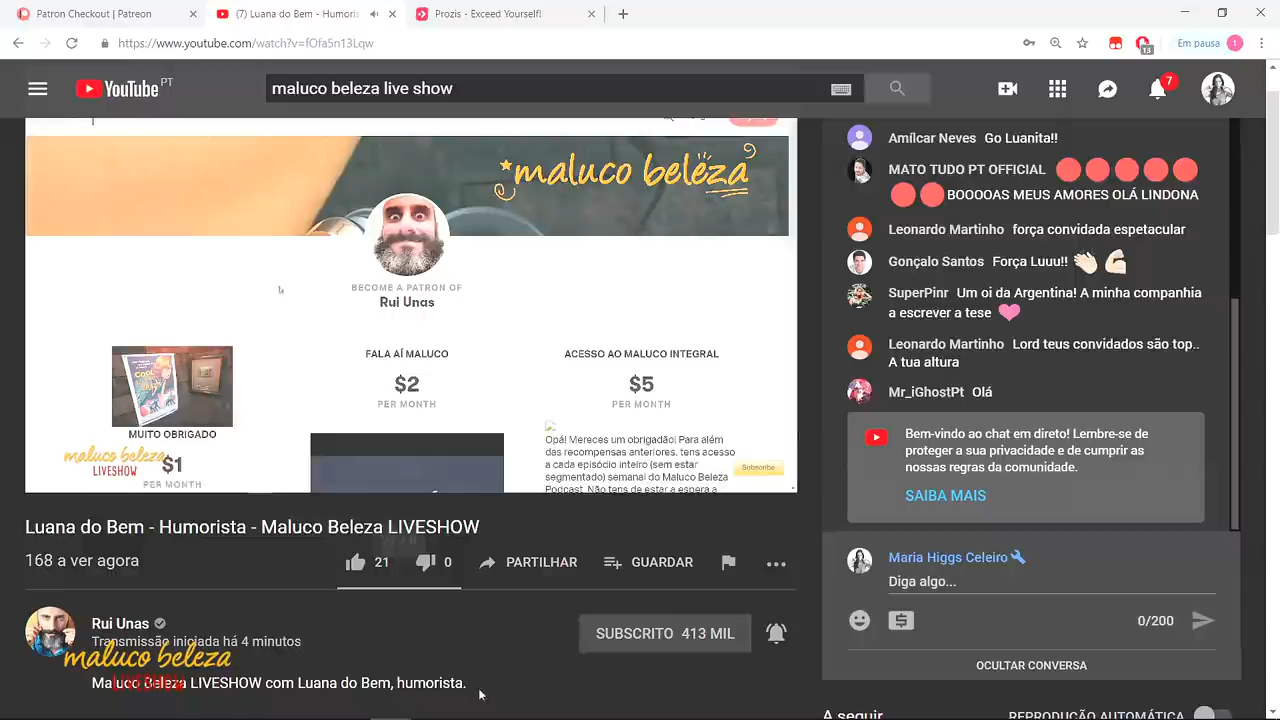 Patron Checkout | Patreon
(7) Luana do Bem - Humoris
Prozis - Exceed Yourself!
https://www.youtube.com/watch?v=fOfa5n13Lqw
13
Em pausa
YouTube PT
maluco beleza live show
7
maluco beleza
BECOME A PATRON OF
Rui Unas
MUITO OBRIGADO
$1
PER MONTH
FALA AÍ MALUCO
$2
PER MONTH
ACESSO AO MALUCO INTEGRAL
$5
PER MONTH
Opá! Mereces um obrigadão! Para além
das recompensas anteriores, tens acesso
a cada episódio inteiro (sem estar
segmentado) semanal do Maluco Beleza
Podcast. Não tens de estar a espera a
Subscribe
maluco beleza
LIVESHOW
Luana do Bem - Humorista - Maluco Beleza LIVESHOW
168 a ver agora
21
0
PARTILHAR
GUARDAR
Rui Unas
Transmissão iniciada há 4 minutos
SUBSCRITO 413 MIL
maluco beleza
LIVESHOW
Maluco Beleza LIVESHOW com Luana do Bem, humorista.
Amílcar Neves Go Luanita!!
MATO TUDO PT OFFICIAL
BOOOOAS MEUS AMORES OLÁ LINDONA
Leonardo Martinho força convidada espetacular
Gonçalo Santos Força Luuu!!
SuperPinr Um oi da Argentina! A minha companhia
a escrever a tese
Leonardo Martinho Lord teus convidados são top..
A tua altura
Mr_iGhostPt Olá
Bem-vindo ao chat em direto! Lembre-se de
proteger a sua privacidade e de cumprir as
nossas regras da comunidade.
SAIBA MAIS
Maria Higgs Celeiro
Diga algo...
0/200
OCULTAR CONVERSA
A seguir
REPRODUÇÃO AUTOMÁTICA